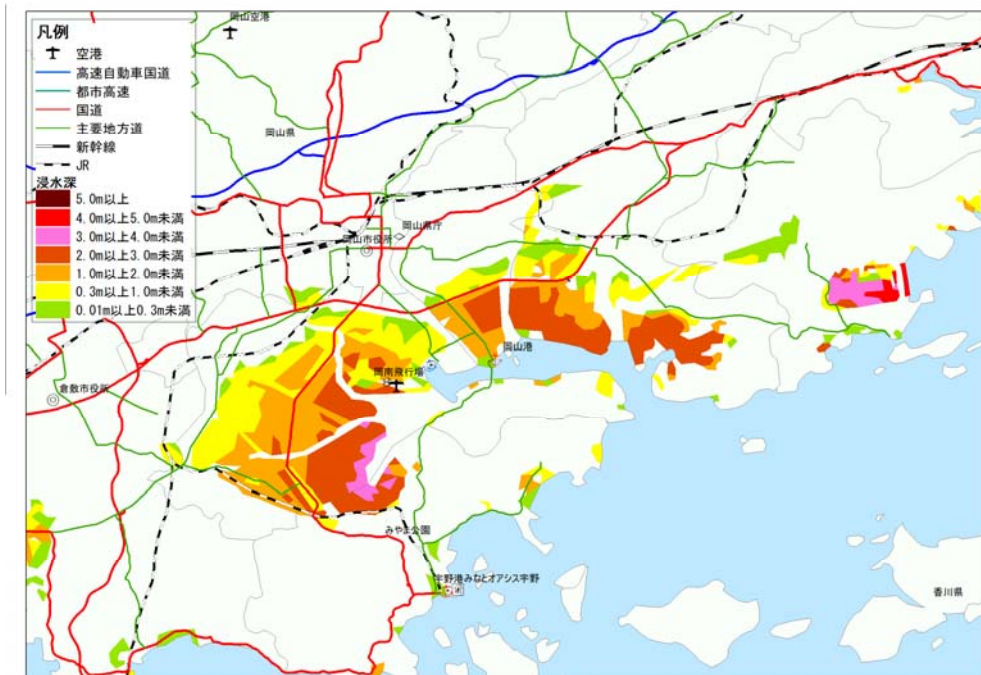 凡例
空港
高速自動車国道
都市高速
国道
主要地方道
新幹線
JR
浸水深
5.0m以上
4.0m以上5.0m未満
3.0m以上4.0m未満
2.0m以上3.0m未満
1.0m以上2.0m未満
0.3m以上1.0m未満
0.01m以上0.3m未満
岡山空港
岡山県
岡山県庁
岡山市役所
岡山港
岡南飛行場
倉敷市役所
みやま公園
宇野港みなとオアシス宇野
香川県